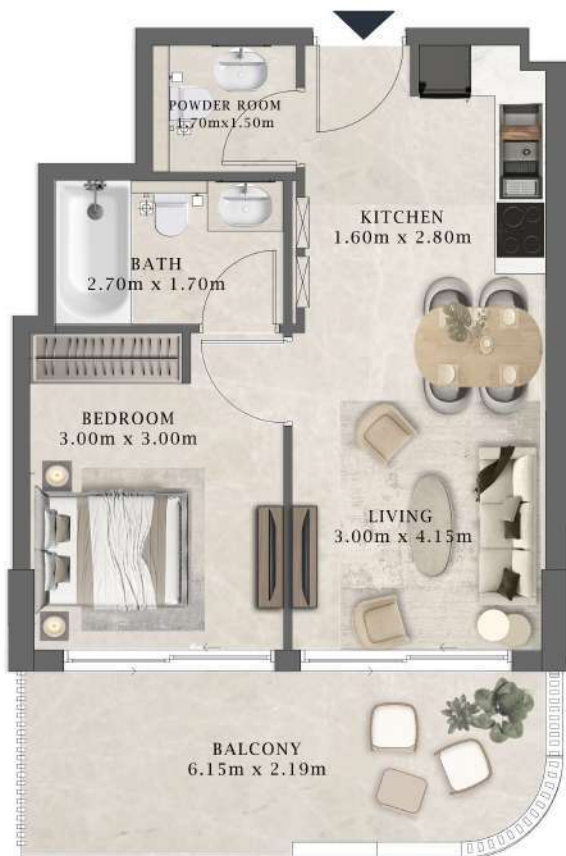 POWDER ROOM
1.70mx1.50m
KITCHEN
1.60m x 2.80m
BATH
2.70m x 1.70m
BEDROOM
3.00m x 3.00m
LIVING
3.00m x 4.15m
BALCONY
6.15m x 2.19m